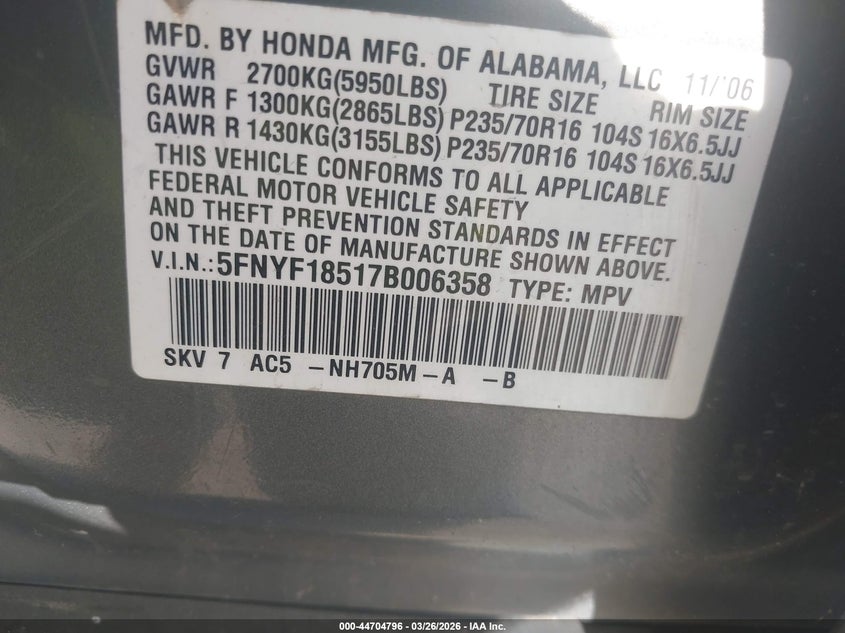 MFD. BY HONDA MFG. OF ALABAMA, LLC 11/'06
GVWR 2700KG(5950LBS) TIRE SIZE RIM SIZE
GAWR F 1300KG(2865LBS) P235/70R16 104S 16X6.5JJ
GAWR R 1430KG(3155LBS) P235/70R16 104S 16X6.5JJ
THIS VEHICLE CONFORMS TO ALL APPLICABLE
FEDERAL MOTOR VEHICLE SAFETY
AND THEFT PREVENTION STANDARDS IN EFFECT
ON THE DATE OF MANUFACTURE SHOWN ABOVE.
V.I.N.: 5FNYF18517B006358 TYPE: MPV
SKV 7 AC5 -NH705M-A -B
000-44704796 - 03/26/2026 - IAA Inc.